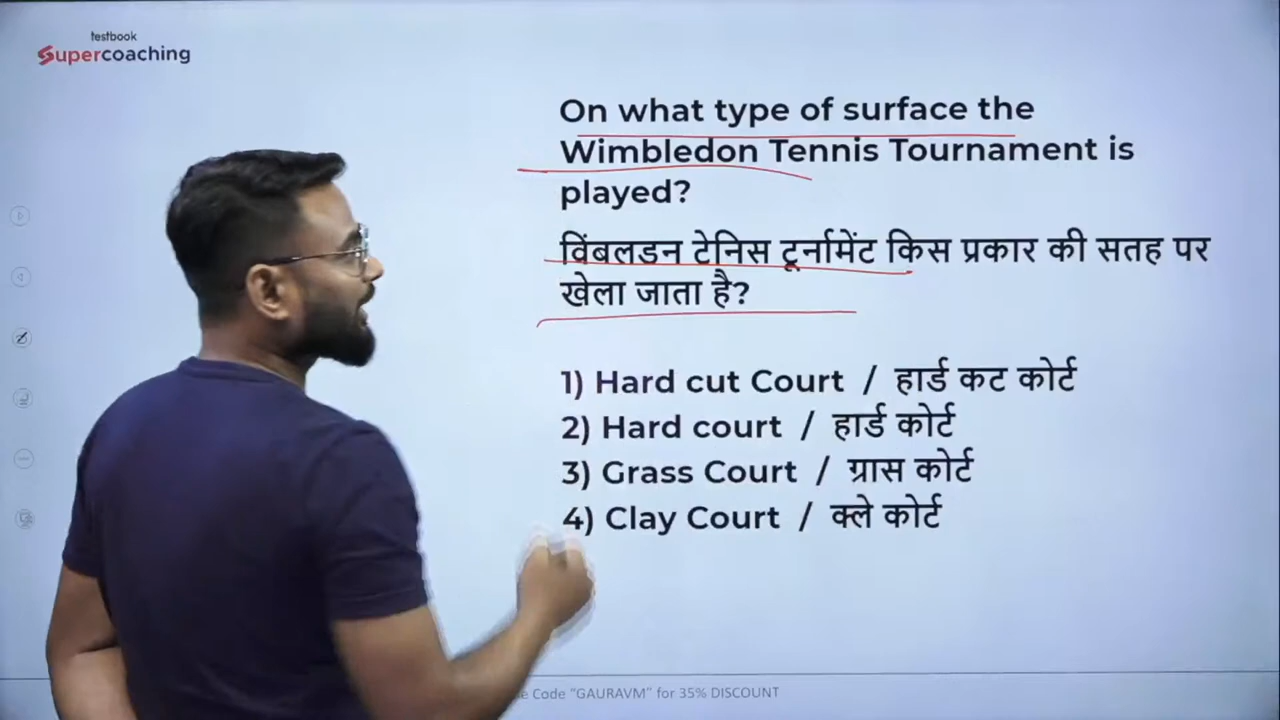 testbook
Supercoaching
On what type of surface the
Wimbledon Tennis Tournament is
played?
विंबलडन टेनिस टूर्नामेंट किस प्रकार की सतह पर
खेला जाता है?
1) Hard cut Court / हार्ड कट कोर्ट
2) Hard court / हार्ड कोर्ट
3) Grass Court / ग्रास कोर्ट
4) Clay Court / क्ले कोर्ट
Code "GAURAVM" for 35% DISCOUNT